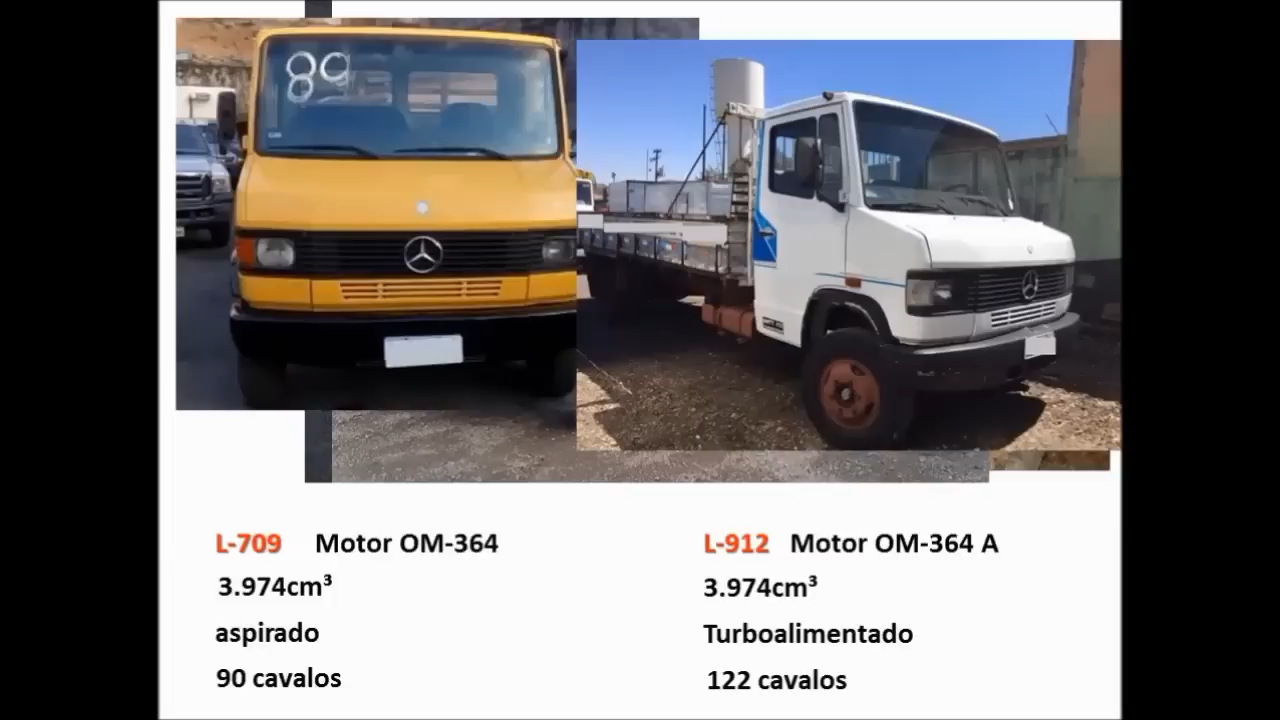 89
L-709 Motor OM-364
3.974cm³
aspirado
90 cavalos
L-912 Motor OM-364 A
3.974cm³
Turboalimentado
122 cavalos